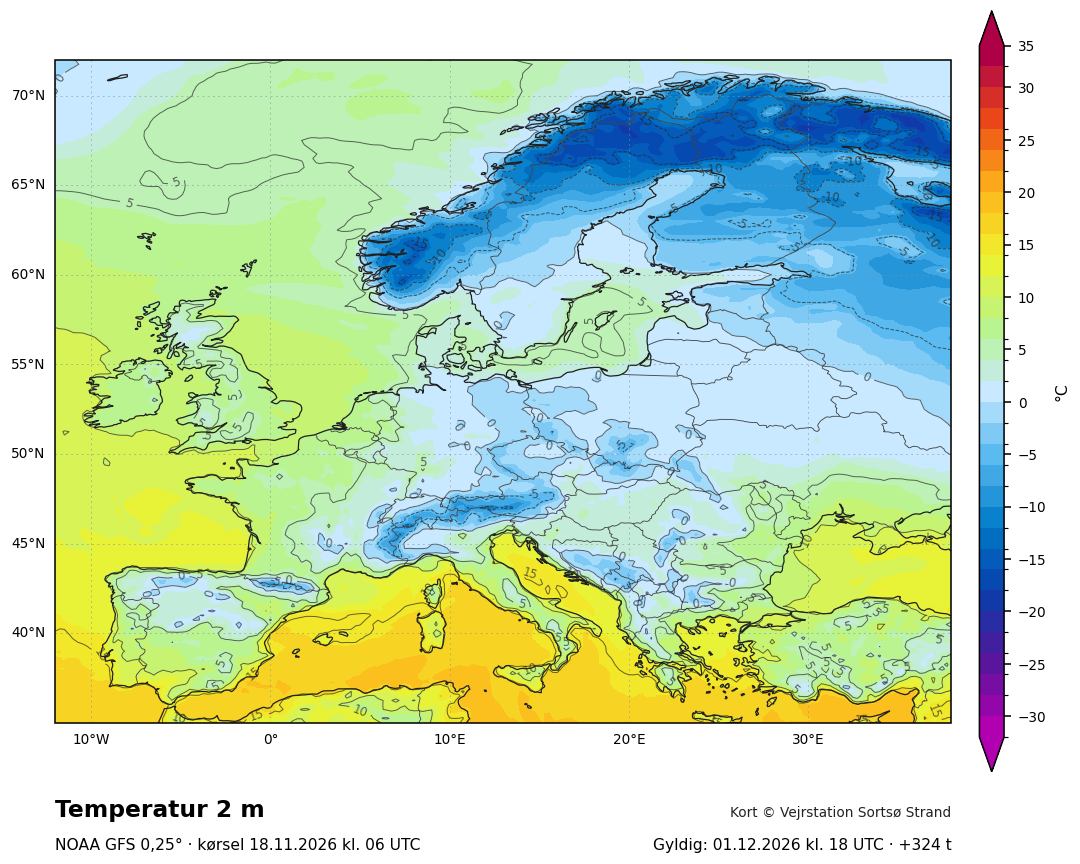 70°N
65°N
60°N
55°N
50°N
45°N
40°N
10°W
0°
10°E
20°E
30°E
35
30
25
20
15
10
5
0
−5
−10
−15
−20
−25
−30
°C
Temperatur 2 m
Kort © Vejrstation Sortsø Strand
NOAA GFS 0,25° · kørsel 18.11.2026 kl. 06 UTC
Gyldig: 01.12.2026 kl. 18 UTC · +324 t